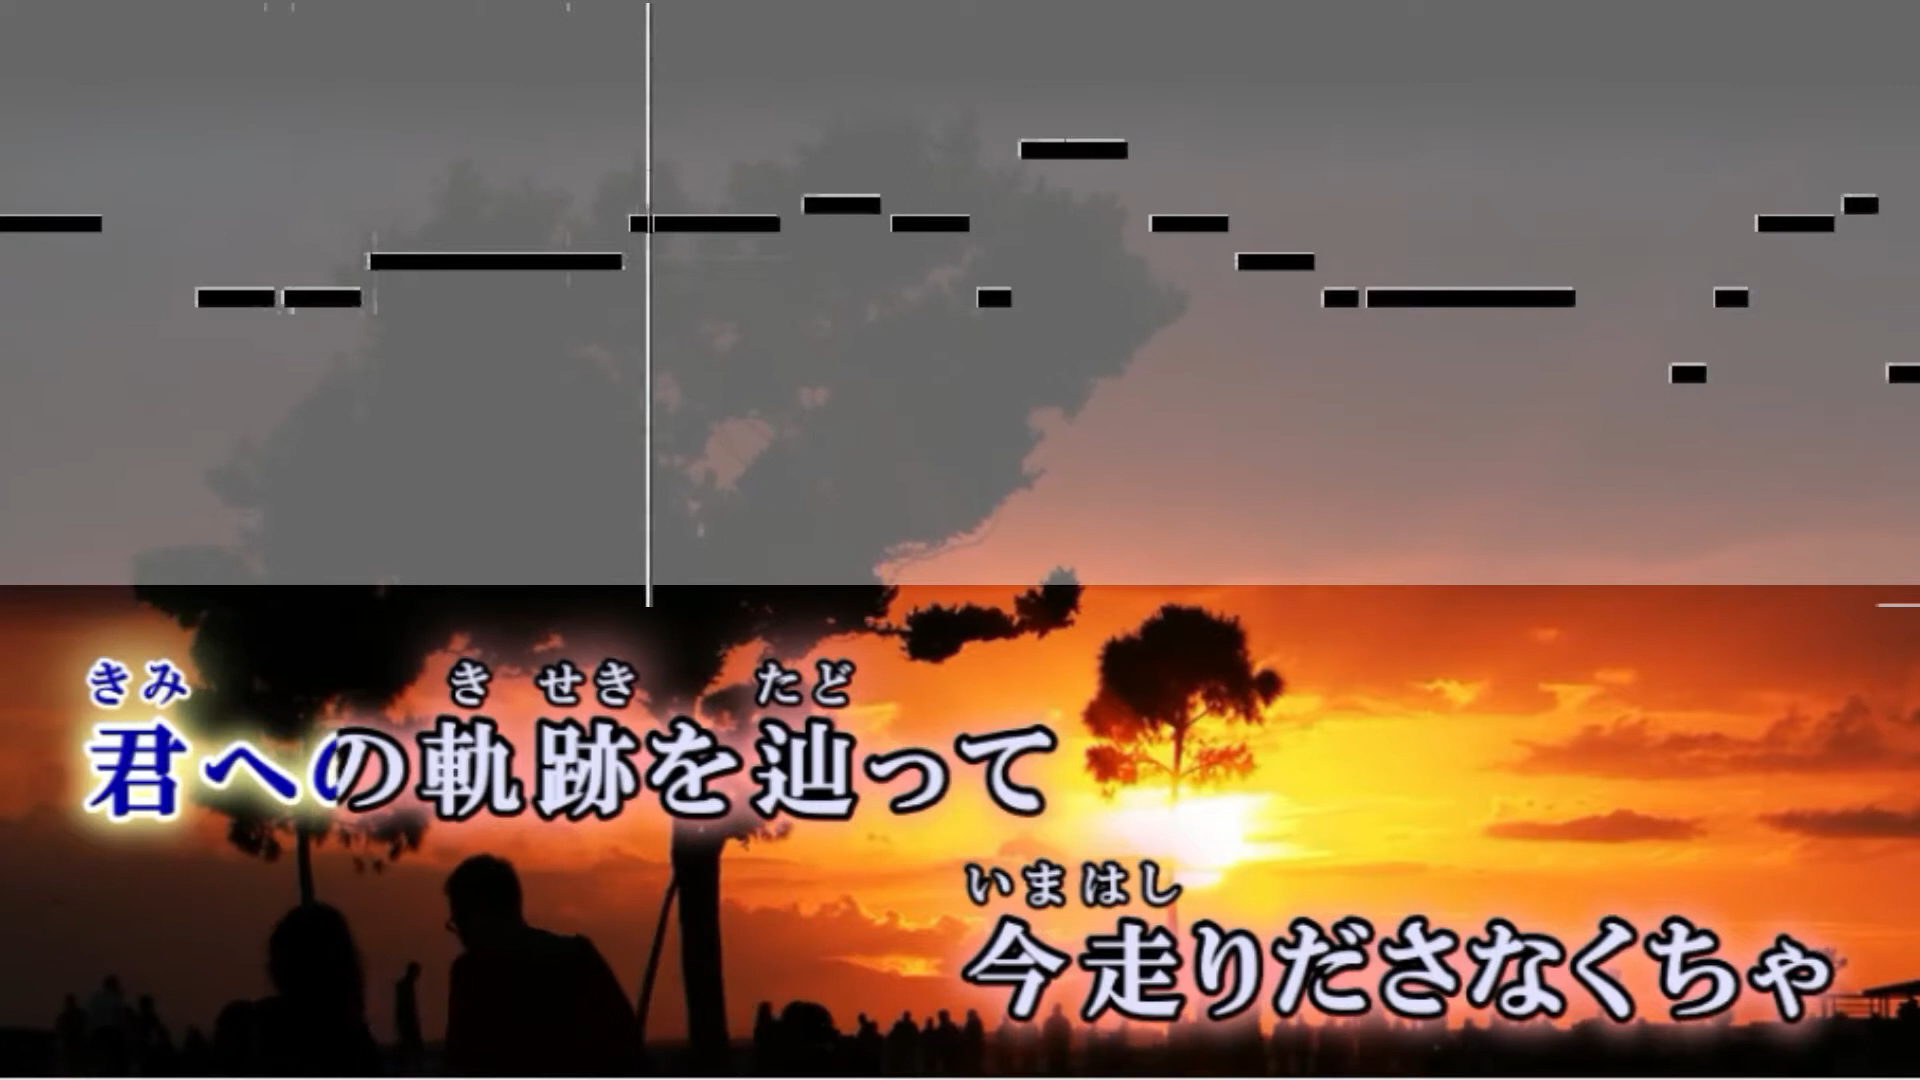 きみ き せき たど
君への軌跡を辿って
いま はし
今走りださなくちゃ